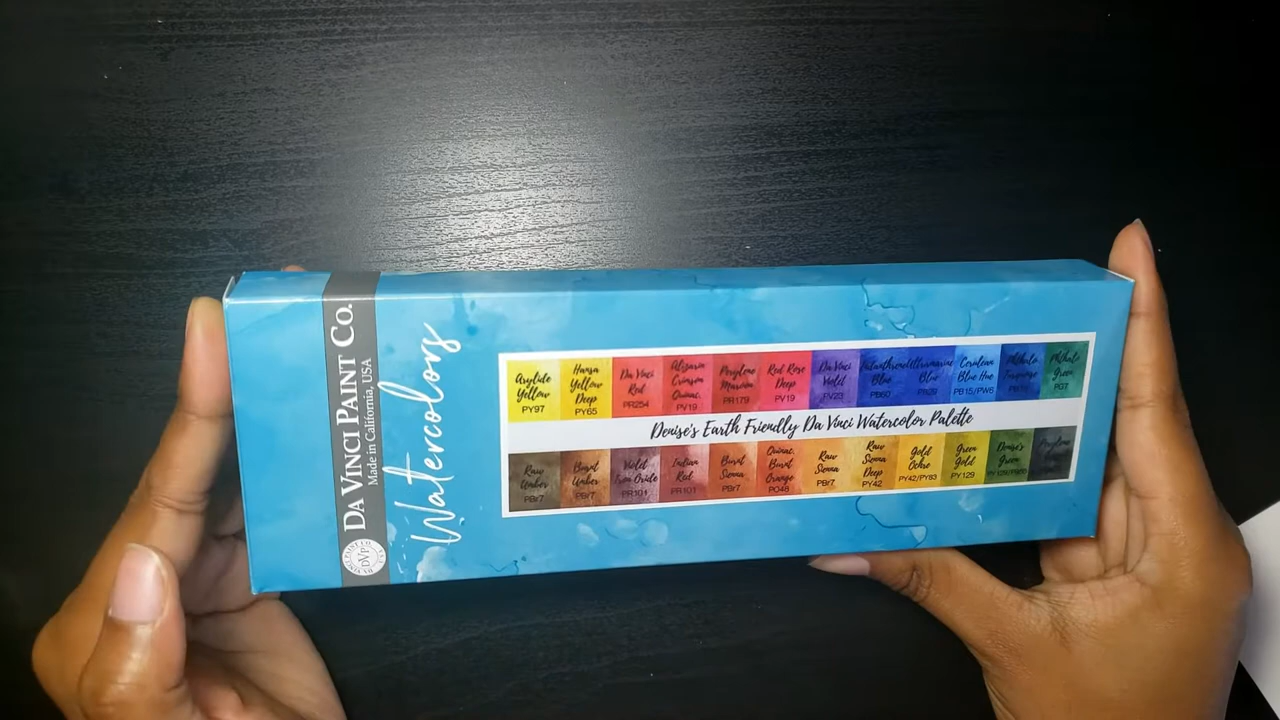 DA VINCI PAINT CO.
Made in California, USA
DVP
Watercolors
Arylide Yellow PY97
Hansa Yellow Deep PY65
Da Vinci Red PR254
Alizarin Crimson Quinac. PV19
Perylene Maroon PR179
Red Rose Deep PV19
Da Vinci Violet PV23
Indanthrone Blue PB60
Ultramarine Blue PB29
Cerulean Blue Hue PB15/PW6
Phthalo Turquoise
Phthalo Green PG7
Denise's Earth Friendly Da Vinci Watercolor Palette
Raw Umber PBr7
Burnt Umber PBr7
Violet Iron Oxide PR101
Indian Red PR101
Burnt Sienna PBr7
Quinac. Burnt Orange PO48
Raw Sienna PBr7
Raw Sienna Deep PY42
Gold Ochre PY42/PY83
Green Gold PY129
Denise's Green
Perylene